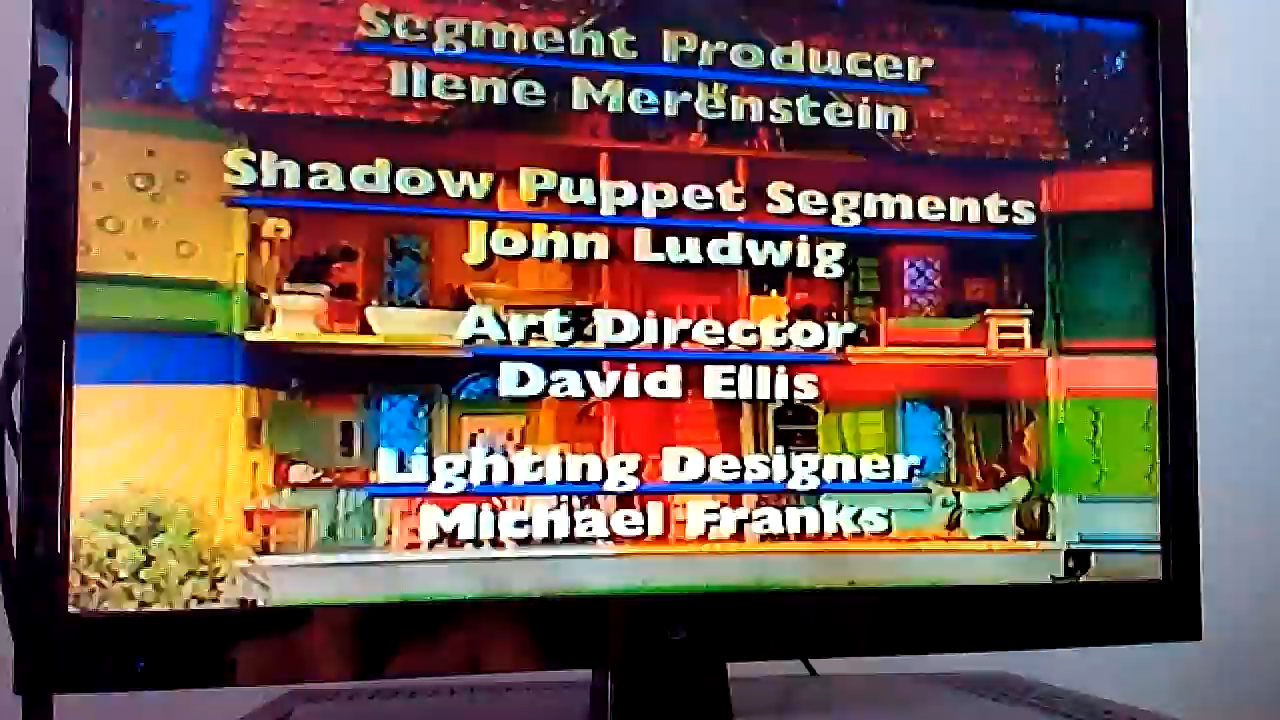 Segment Producer
Ilene Merenstein
Shadow Puppet Segments
John Ludwig
Art Director
David Ellis
Lighting Designer
Michael Franks